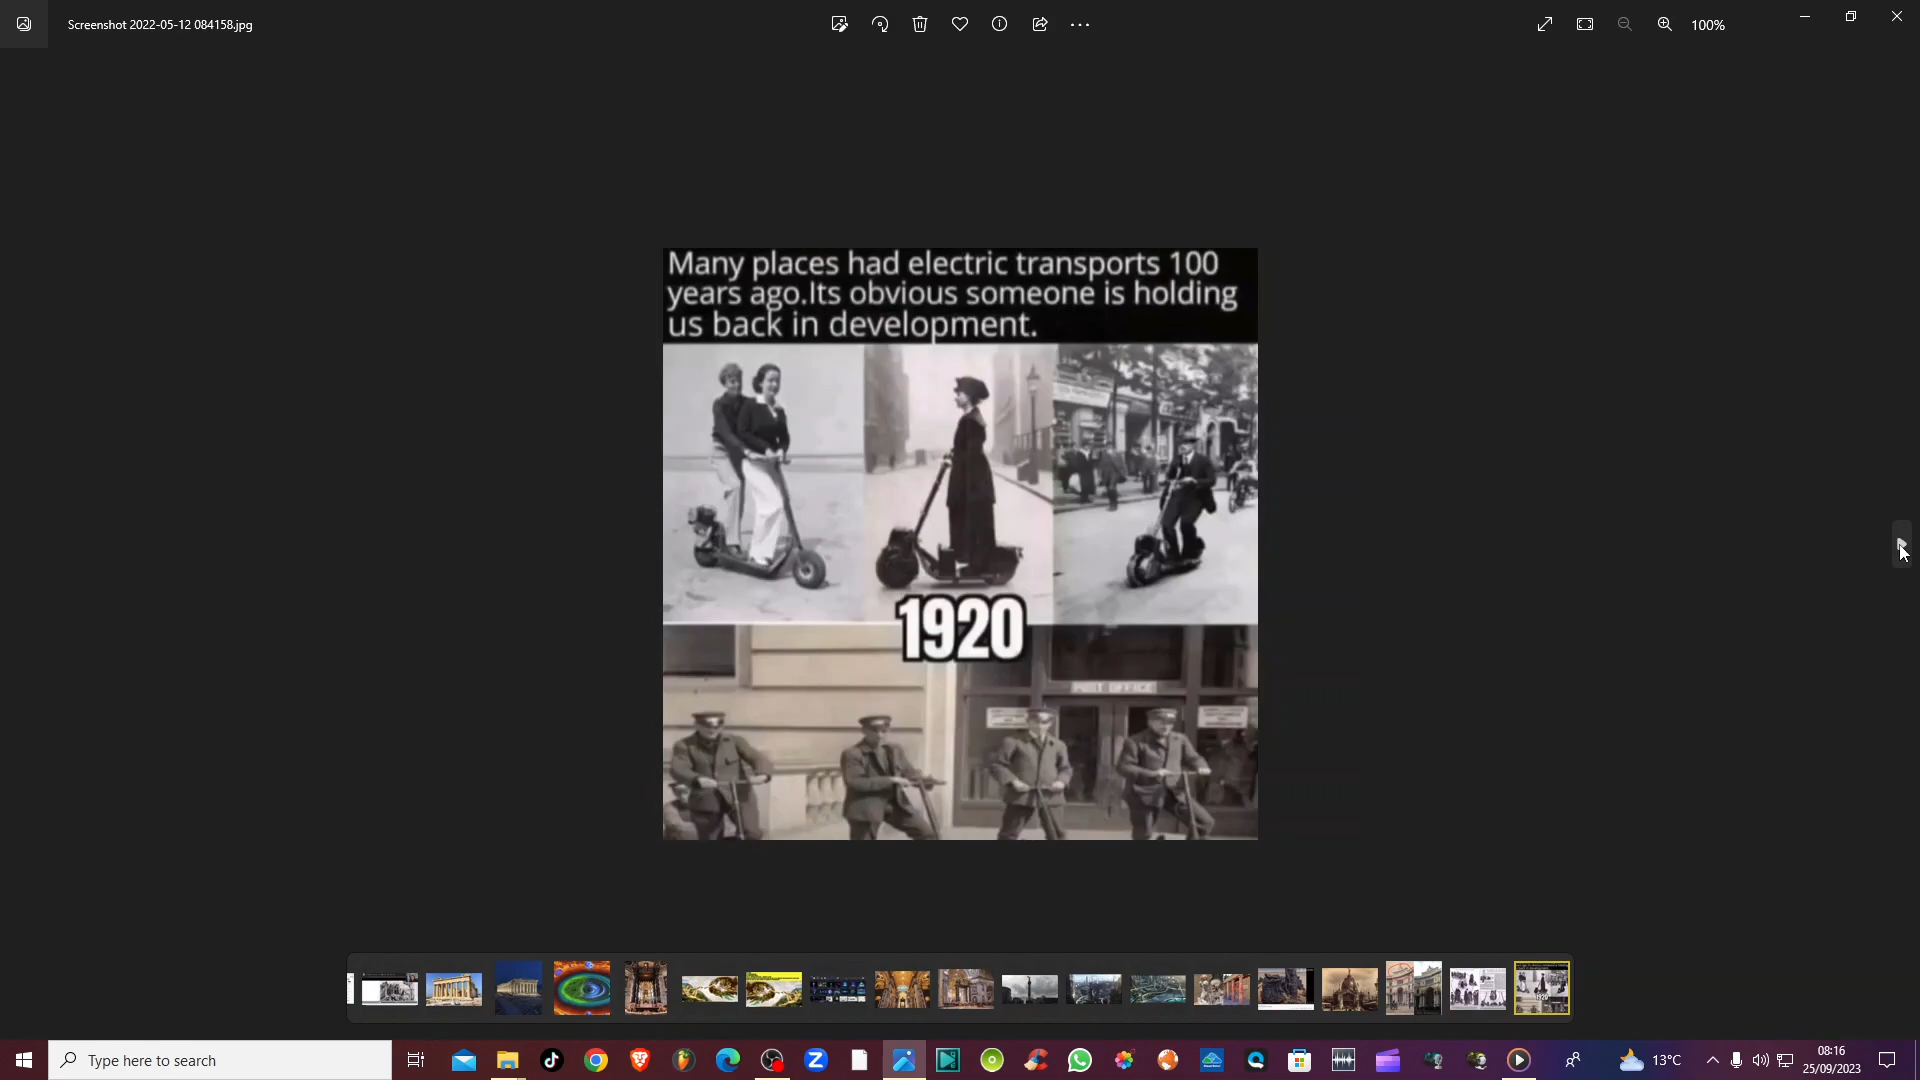 Screenshot 2022-05-12 084158.jpg
100%
Many places had electric transports 100
years ago.Its obvious someone is holding
us back in development.
1920
POST OFFICE
Type here to search
13°C
08:16
25/09/2023